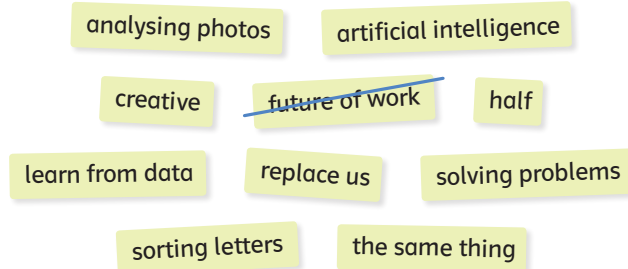 analysing photos artificial intelligence
creative future of work half
learn from data replace us solving problems
sorting letters the same thing